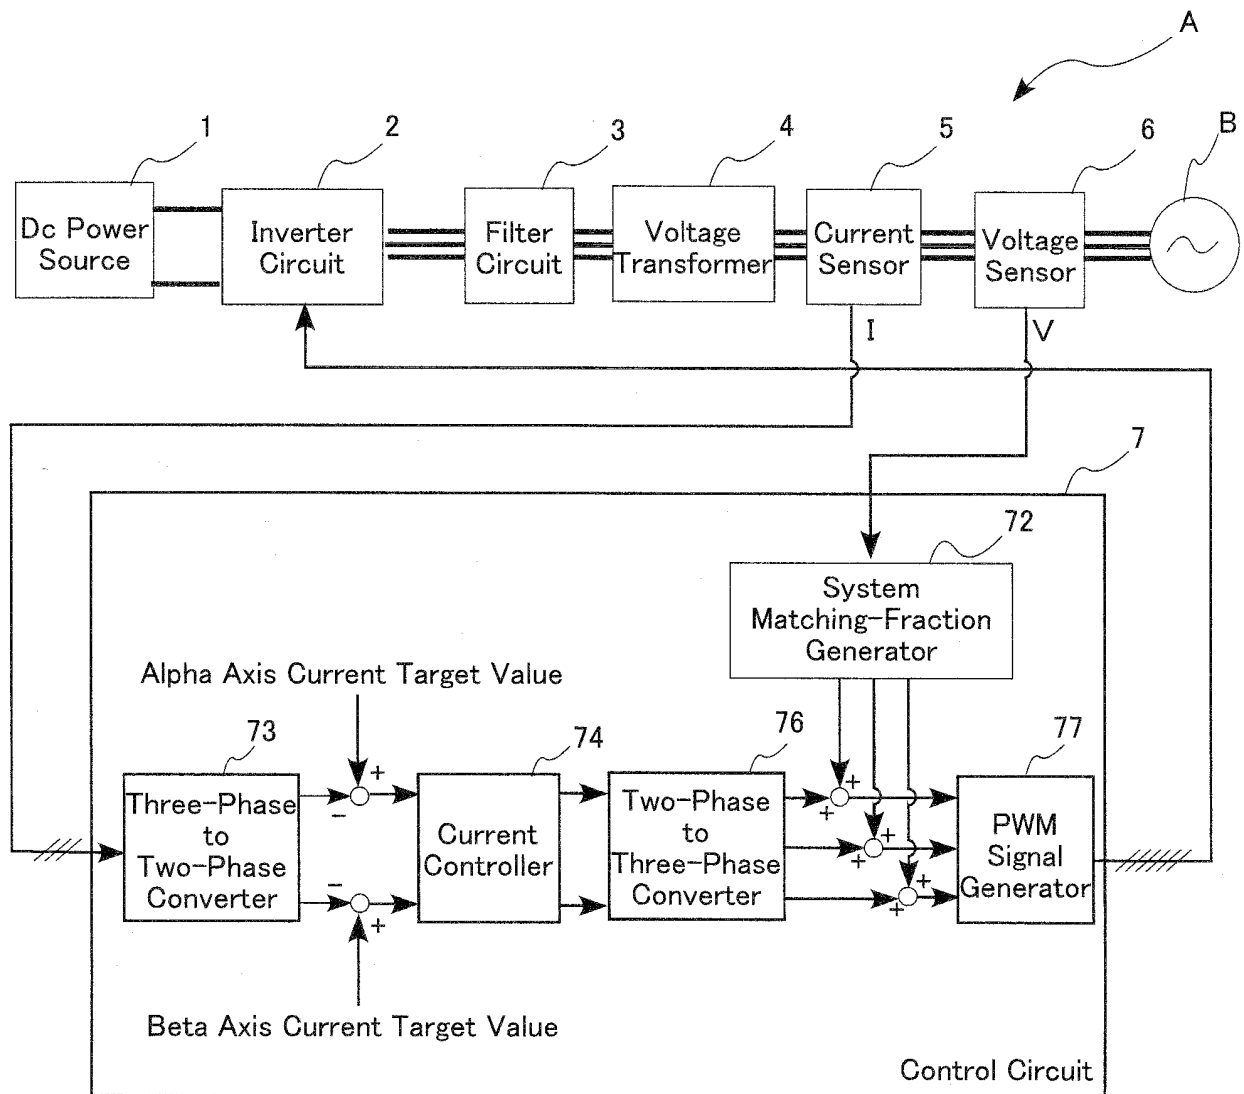 A
1
2
3
4
5
6
B
Dc Power
Source
Inverter
Circuit
Filter
Circuit
Voltage
Transformer
Current
Sensor
Voltage
Sensor
I
V
7
72
System
Matching-Fraction
Generator
Alpha Axis Current Target Value
73
74
76
77
Three-Phase
to
Two-Phase
Converter
+
−
−
+
Current
Controller
Two-Phase
to
Three-Phase
Converter
+
+
+
+
+
+
PWM
Signal
Generator
Beta Axis Current Target Value
Control Circuit